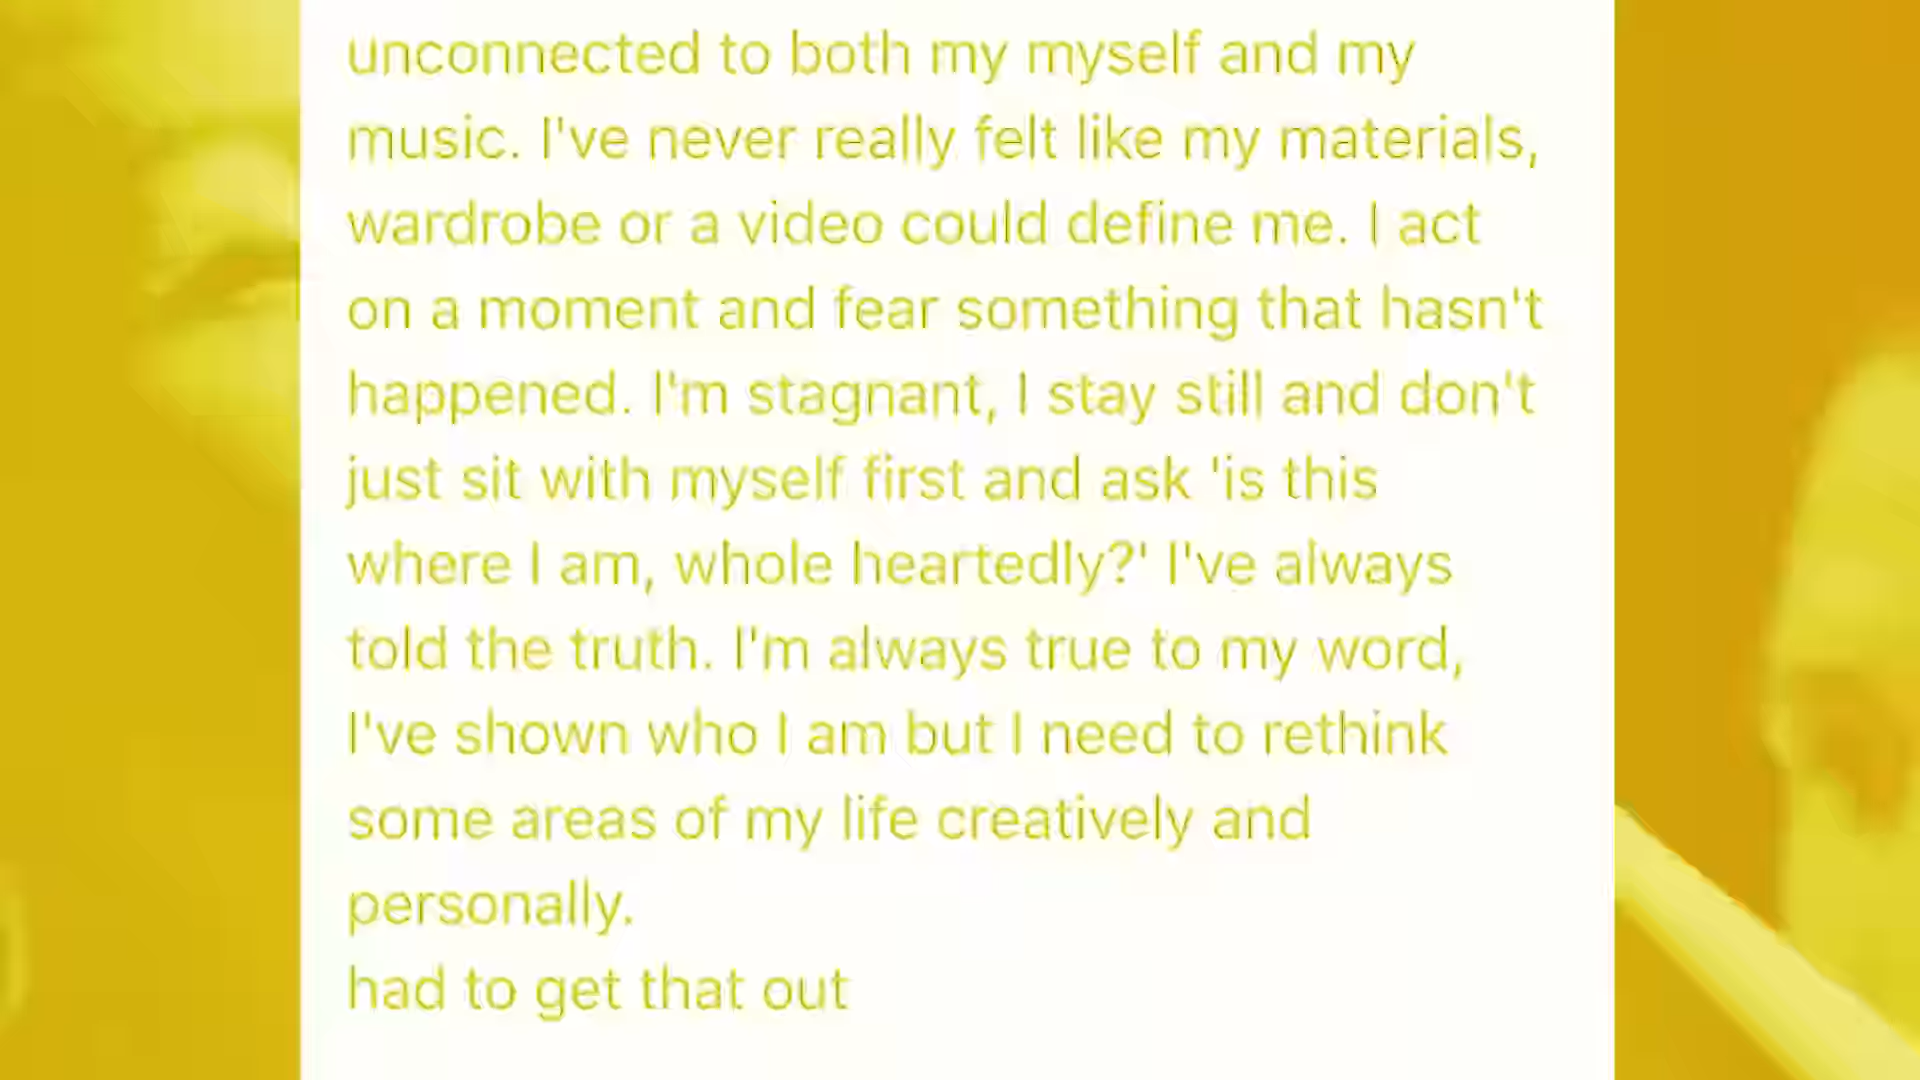 unconnected to both my myself and my
music. I've never really felt like my materials,
wardrobe or a video could define me. I act
on a moment and fear something that hasn't
happened. I'm stagnant, I stay still and don't
just sit with myself first and ask 'is this
where I am, whole heartedly?' I've always
told the truth. I'm always true to my word,
I've shown who I am but I need to rethink
some areas of my life creatively and
personally.
had to get that out